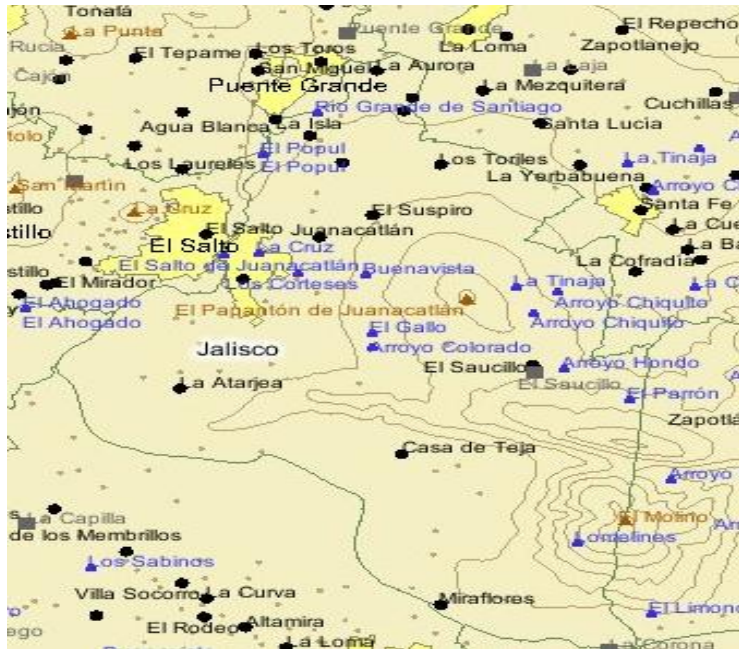 Tonalá
La Punta
Puente Grande
El Repecho
Rucia
El Tepame
Los Toros
La Loma
Zapotlanejo
Cajón
San Miguel
La Aurora
La Laja
Puente Grande
La Mezquitera
Cuchillas
Río Grande de Santiago
Agua Blanca
La Isla
Santa Lucía
El Popul
Los Laureles
El Popul
Los Toriles
La Tinaja
La Yerbabuena
San Martín
Arroyo
La Cruz
El Suspiro
Santa Fe
El Salto
Juanacatlán
El Salto
La Cruz
La Cofradía
El Salto de Juanacatlán
Buenavista
El Mirador
Los Corteses
La Tinaja
El Ahogado
El Papantón de Juanacatlán
Arroyo Chiquito
El Ahogado
El Gallo
Arroyo Chiquito
Jalisco
Arroyo Colorado
El Saucillo
Arroyo Hondo
La Atarjea
El Saucillo
El Parrón
Casa de Teja
Arroyo
La Capilla
El Molino
de los Membrillos
Lomelines
Los Sabinos
Villa Socorro
La Curva
Miraflores
El Limon
El Rodeo
Altamira
La Loma
La Corona